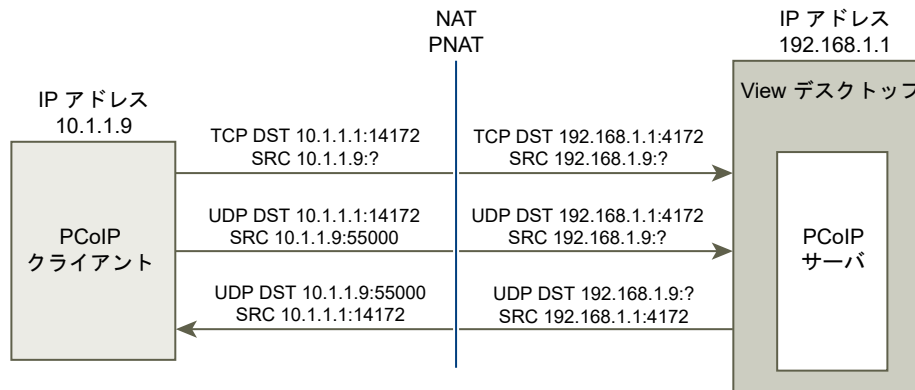 NAT
PNAT
IP アドレス
192.168.1.1
View デスクトップ
IP アドレス
10.1.1.9
TCP DST 10.1.1.1:14172
SRC 10.1.1.9:?
TCP DST 192.168.1.1:4172
SRC 192.168.1.9:?
UDP DST 10.1.1.1:14172
SRC 10.1.1.9:55000
UDP DST 192.168.1.1:4172
SRC 192.168.1.9:?
PCoIP
クライアント
PCoIP
サーバ
UDP DST 10.1.1.9:55000
SRC 10.1.1.1:14172
UDP DST 192.168.1.9:?
SRC 192.168.1.1:4172